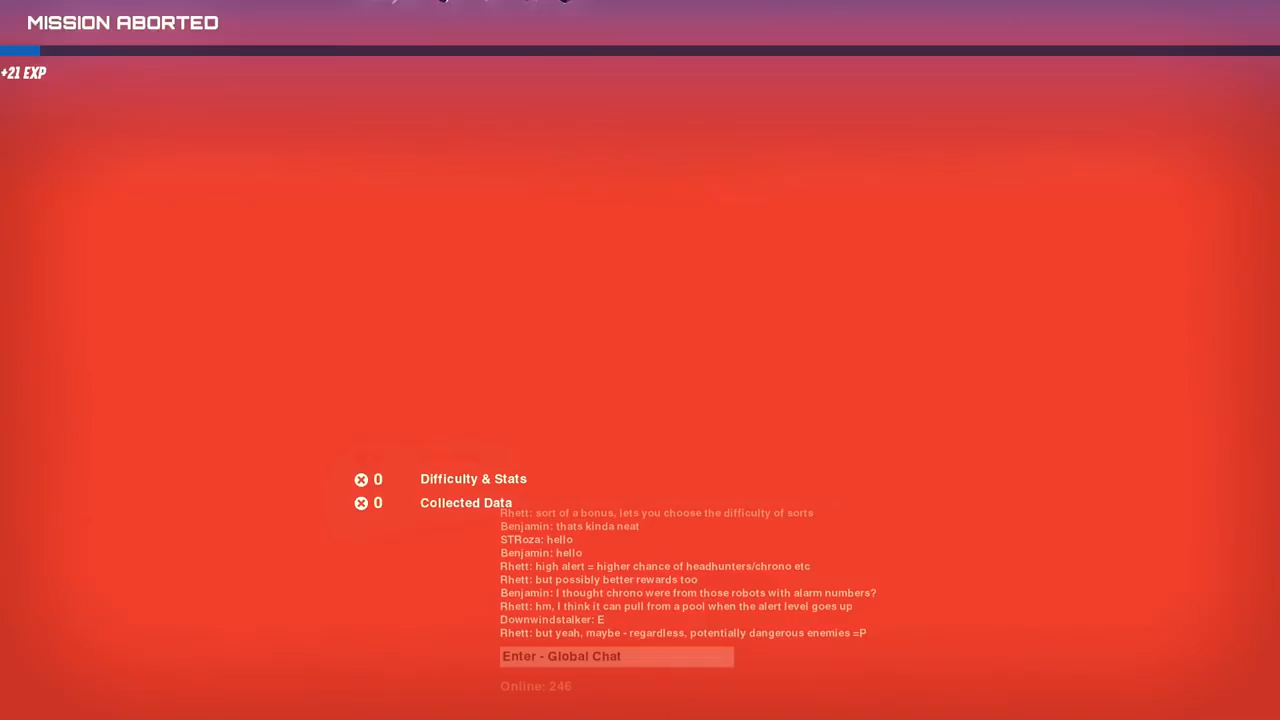 MISSION ABORTED
+21 EXP
0 Difficulty & Stats
0 Collected Data
Rhett: sort of a bonus, lets you choose the difficulty of sorts
Benjamin: thats kinda neat
STRoza: hello
Benjamin: hello
Rhett: high alert = higher chance of headhunters/chrono etc
Rhett: but possibly better rewards too
Benjamin: I thought chrono were from those robots with alarm numbers?
Rhett: hm, I think it can pull from a pool when the alert level goes up
Downwindstalker: E
Rhett: but yeah, maybe - regardless, potentially dangerous enemies =P
Enter - Global Chat
Online: 246